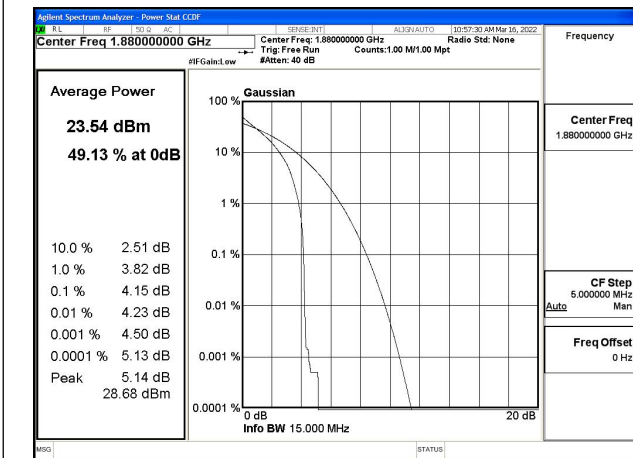 Agilent Spectrum Analyzer - Power Stat CCDF
RL RF 50 Ω AC SENSE:INT ALIGN AUTO 10:57:30 AM Mar 16, 2022
Center Freq 1.880000000 GHz
Center Freq: 1.880000000 GHz Radio Std: None
Trig: Free Run Counts:1.00 M/1.00 Mpt
#IFGain:Low #Atten: 40 dB
Frequency
Center Freq
1.880000000 GHz
CF Step
5.000000 MHz
Auto Man
Freq Offset
0 Hz
Average Power
23.54 dBm
49.13 % at 0dB
10.0 % 2.51 dB
1.0 % 3.82 dB
0.1 % 4.15 dB
0.01 % 4.23 dB
0.001 % 4.50 dB
0.0001 % 5.13 dB
Peak 5.14 dB
28.68 dBm
Gaussian
100 %
10 %
1 %
0.1 %
0.01 %
0.001 %
0.0001 %
0 dB 20 dB
Info BW 15.000 MHz
MSG STATUS